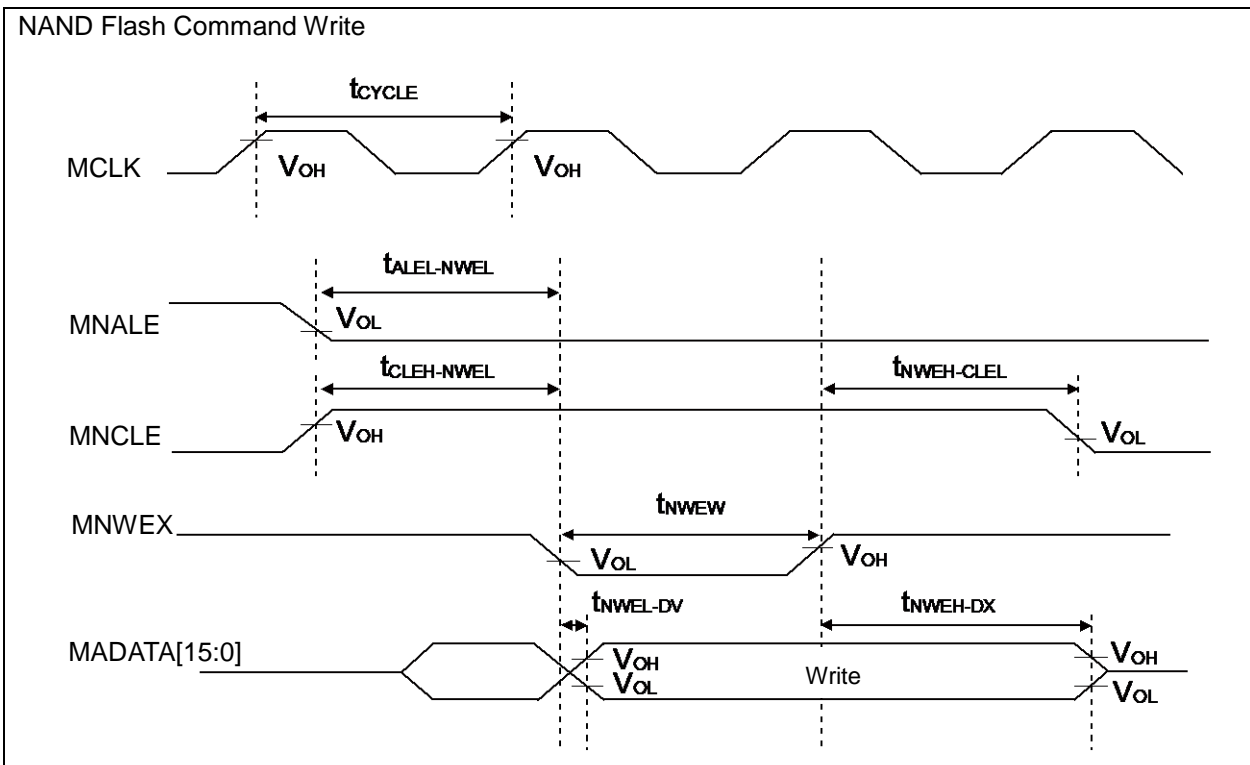 NAND Flash Command Write
tCYCLE
MCLK
VOH
VOH
tALEL-NWEL
MNALE
VOL
tCLEH-NWEL
tNWEH-CLEL
MNCLE
VOH
VOL
tNWEW
MNWEX
VOL
VOH
tNWEL-DV
tNWEH-DX
MADATA[15:0]
VOH
VOL
Write
VOH
VOL